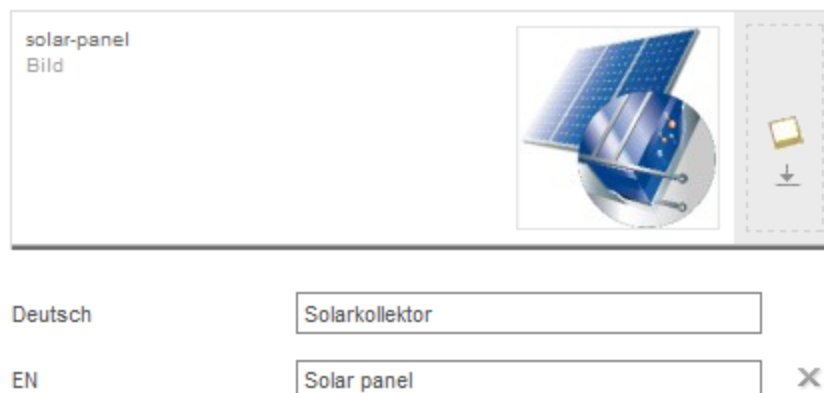 solar-panel
Bild
Deutsch
Solarkollektor
EN
Solar panel